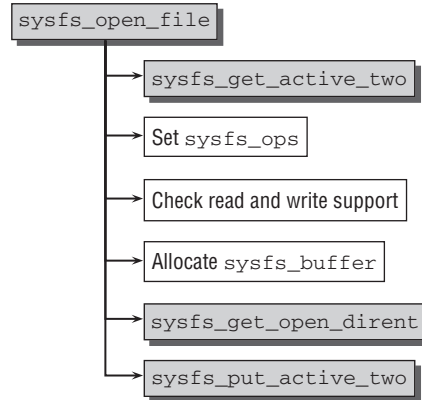 sysfs_open_file
sysfs_get_active_two
Set sysfs_ops
Check read and write support
Allocate sysfs_buffer
sysfs_get_open_dirent
sysfs_put_active_two